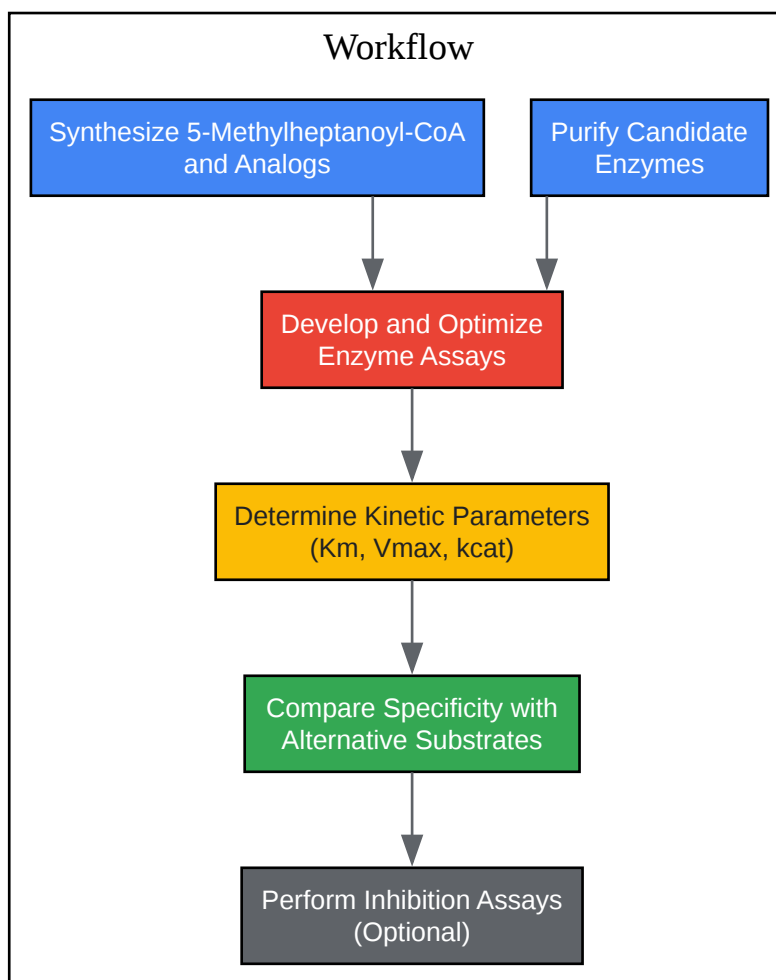 Workflow
Synthesize 5-Methylheptanoyl-CoA
and Analogs
Purify Candidate
Enzymes
Develop and Optimize
Enzyme Assays
Determine Kinetic Parameters
(Km, Vmax, kcat)
Compare Specificity with
Alternative Substrates
Perform Inhibition Assays
(Optional)